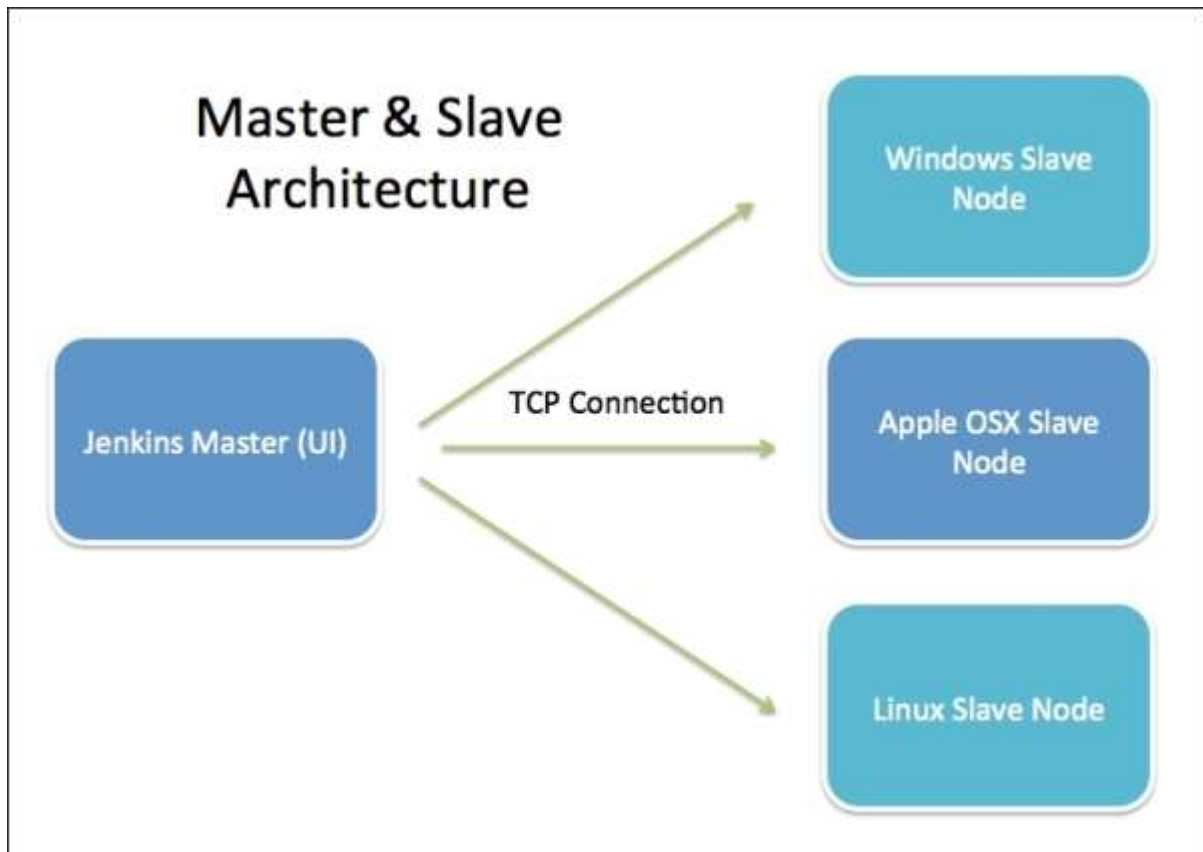 Master & Slave
Architecture
Windows Slave
Node
TCP Connection
Jenkins Master (UI)
Apple OSX Slave
Node
Linux Slave Node